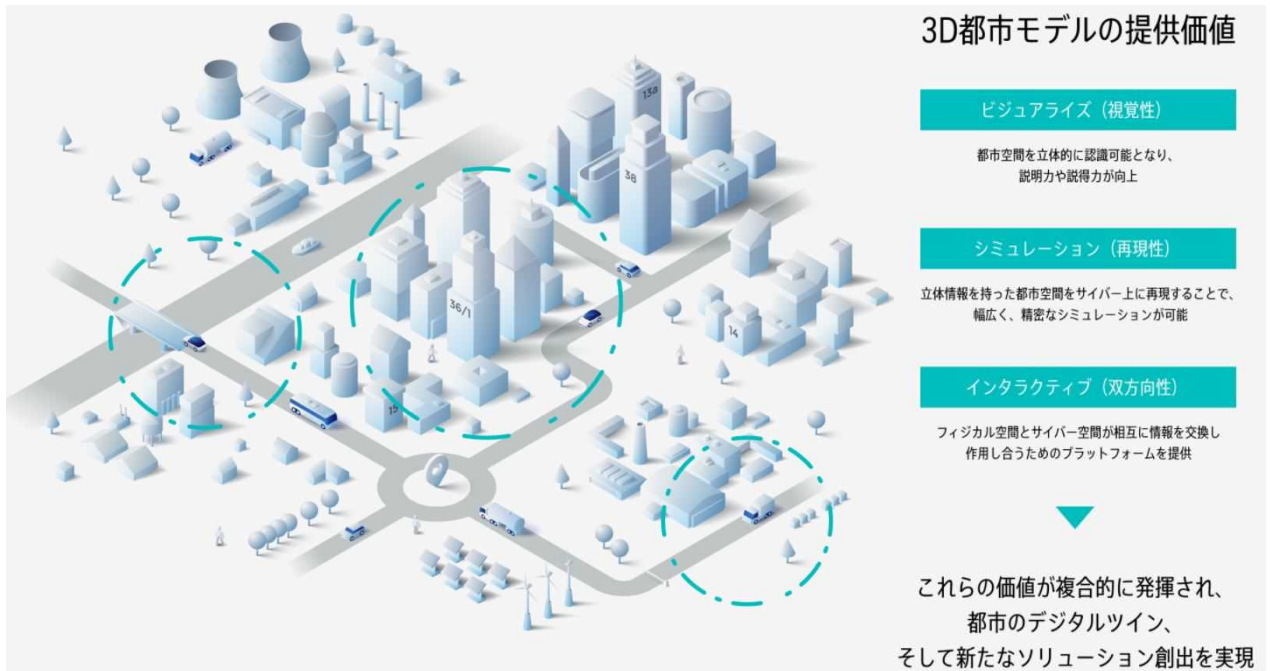 3D都市モデルの提供価値
ビジュアライズ（視覚性）
都市空間を立体的に認識可能となり、
説明力や説得力が向上
シミュレーション（再現性）
立体情報を持った都市空間をサイバー上に再現することで、
幅広く、精密なシミュレーションが可能
インタラクティブ（双方向性）
フィジカル空間とサイバー空間が相互に情報を交換し
作用し合うためのプラットフォームを提供
これらの価値が複合的に発揮され、
都市のデジタルツイン、
そして新たなソリューション創出を実現
13a
38
36/1
14
15